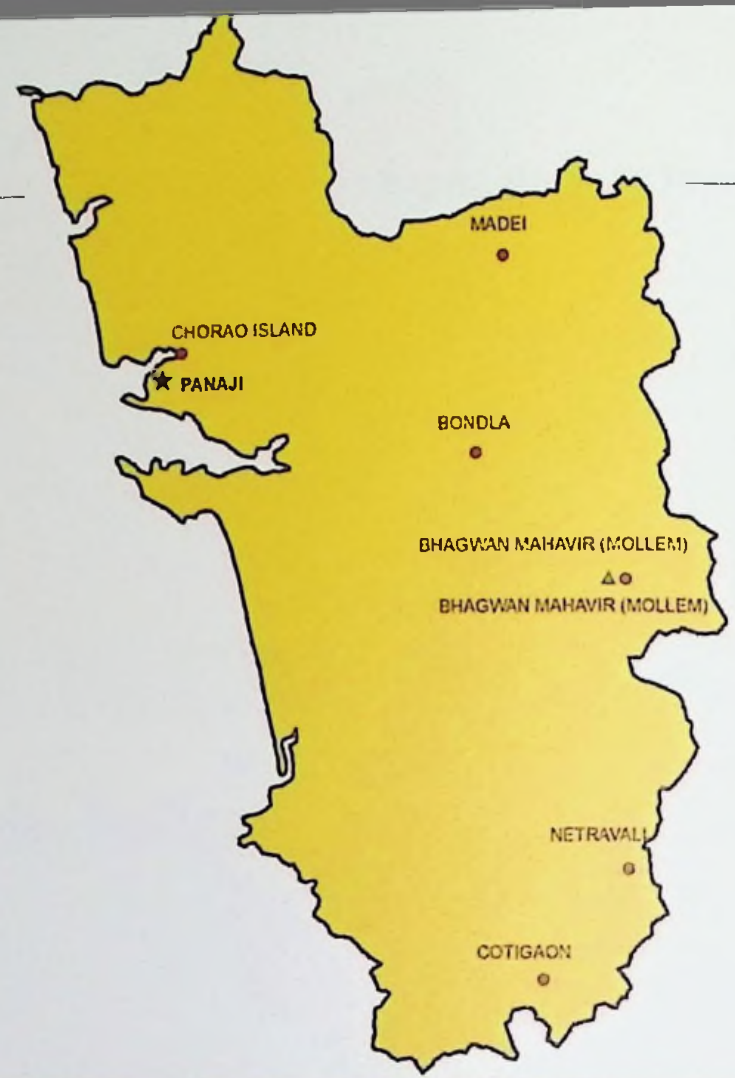 MADEI
CHORAO ISLAND
PANAJI
BONDLA
BHAGWAN MAHAVIR (MOLLEM)
BHAGWAN MAHAVIR (MOLLEM)
NETRAVALI
COTIGAON